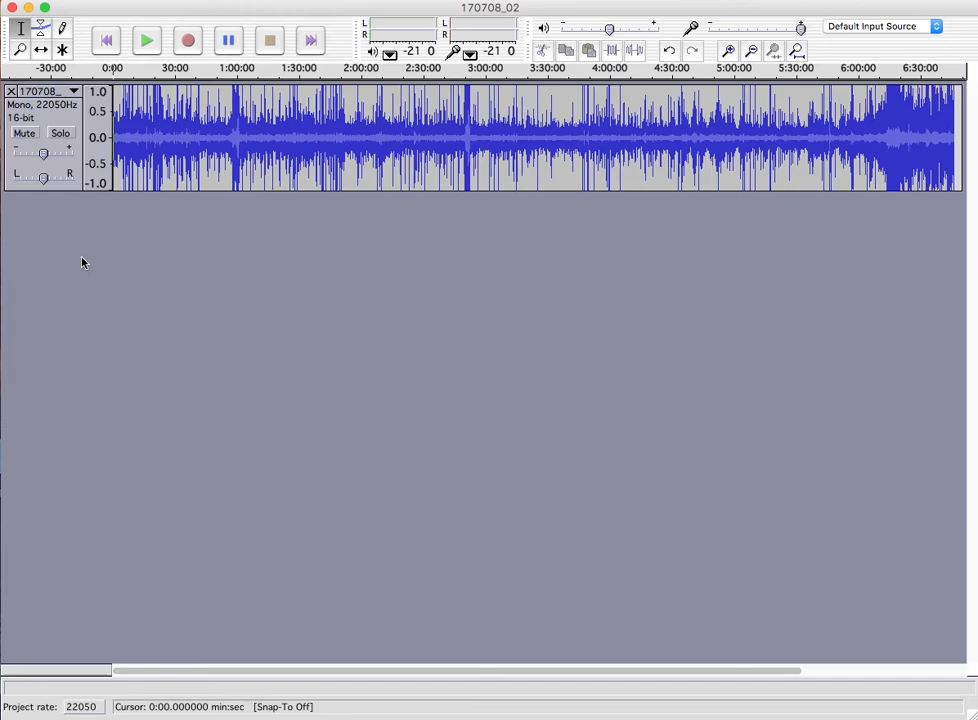 170708_02
L
R
-21 0
L
R
-21 0
- +
- +
Default Input Source
-30:00 0:00 30:00 1:00:00 1:30:00 2:00:00 2:30:00 3:00:00 3:30:00 4:00:00 4:30:00 5:00:00 5:30:00 6:00:00 6:30:00
170708_
Mono, 22050Hz
16-bit
Mute Solo
- +
L R
1.0
0.5
0.0
-0.5
-1.0
Project rate: 22050 Cursor: 0:00.000000 min:sec [Snap-To Off]